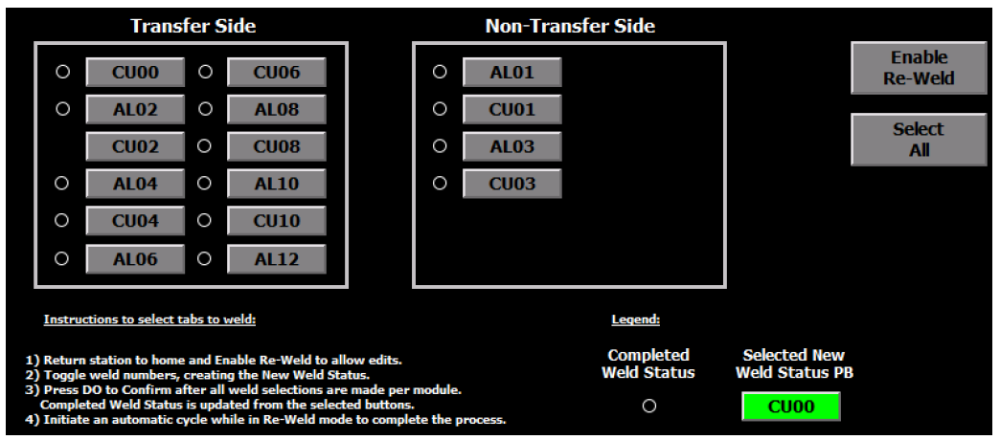 Transfer Side
Non-Transfer Side
CU00 CU06
AL02 AL08
CU02 CU08
AL04 AL10
CU04 CU10
AL06 AL12
AL01
CU01
AL03
CU03
Enable
Re-Weld
Select
All
Instructions to select tabs to weld:
1) Return station to home and Enable Re-Weld to allow edits.
2) Toggle weld numbers, creating the New Weld Status.
3) Press DO to Confirm after all weld selections are made per module.
Completed Weld Status is updated from the selected buttons.
4) Initiate an automatic cycle while in Re-Weld mode to complete the process.
Legend:
Completed
Weld Status
Selected New
Weld Status PB
CU00